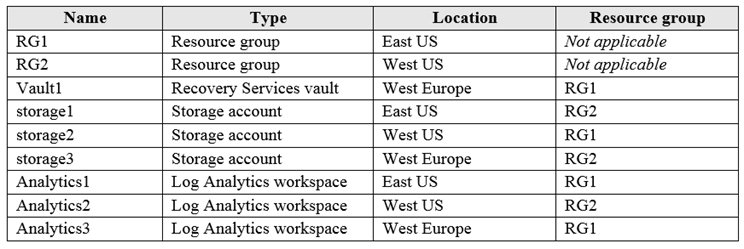 Name Type Location Resource group
RG1 Resource group East US Not applicable
RG2 Resource group West US Not applicable
Vault1 Recovery Services vault West Europe RG1
storage1 Storage account East US RG2
storage2 Storage account West US RG1
storage3 Storage account West Europe RG2
Analytics1 Log Analytics workspace East US RG1
Analytics2 Log Analytics workspace West US RG2
Analytics3 Log Analytics workspace West Europe RG1